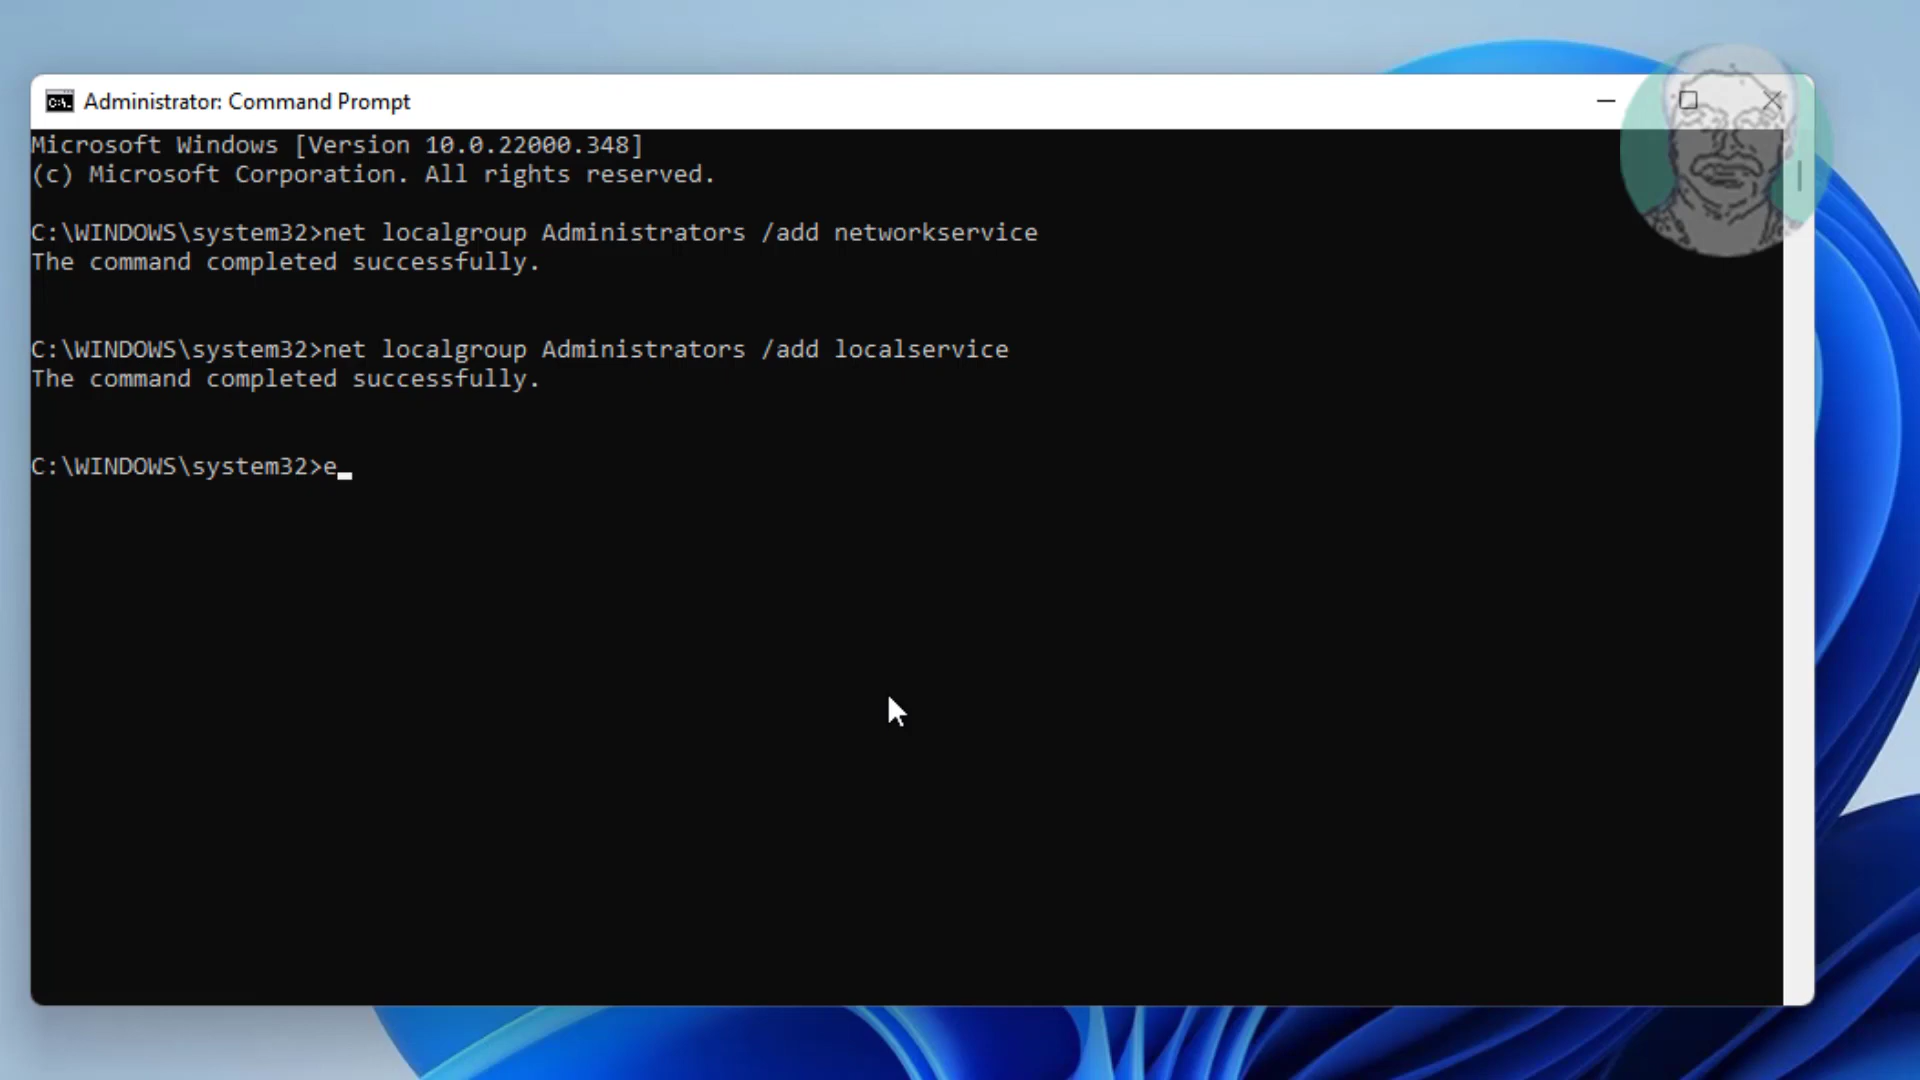 Administrator: Command Prompt
Microsoft Windows [Version 10.0.22000.348]
(c) Microsoft Corporation. All rights reserved.
C:\WINDOWS\system32>net localgroup Administrators /add networkservice
The command completed successfully.
C:\WINDOWS\system32>net localgroup Administrators /add localservice
The command completed successfully.
C:\WINDOWS\system32>e